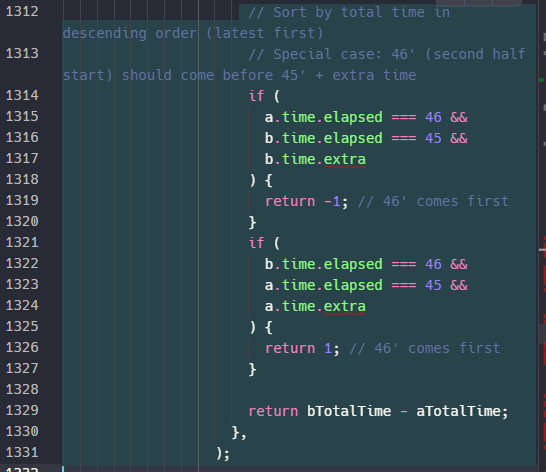 1312 // Sort by total time in
descending order (latest first)
1313 // Special case: 46' (second half
start) should come before 45' + extra time
1314 if (
1315 a.time.elapsed === 46 &&
1316 b.time.elapsed === 45 &&
1317 b.time.extra
1318 ) {
1319 return -1; // 46' comes first
1320 }
1321 if (
1322 b.time.elapsed === 46 &&
1323 a.time.elapsed === 45 &&
1324 a.time.extra
1325 ) {
1326 return 1; // 46' comes first
1327 }
1328
1329 return bTotalTime - aTotalTime;
1330 },
1331 );